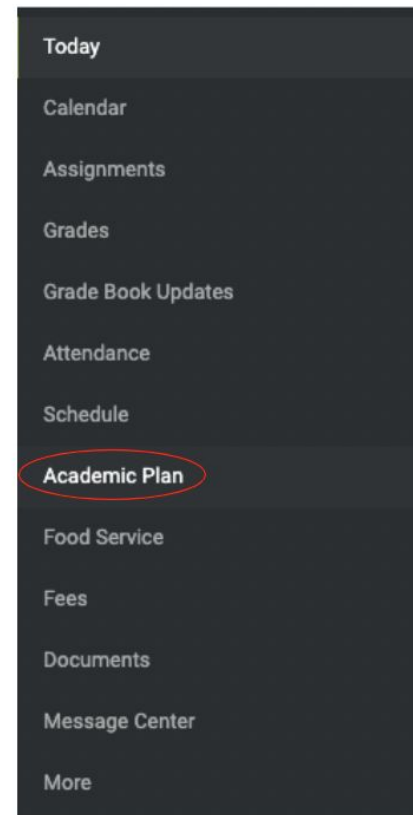 Today
Calendar
Assignments
Grades
Grade Book Updates
Attendance
Schedule
Academic Plan
Food Service
Fees
Documents
Message Center
More